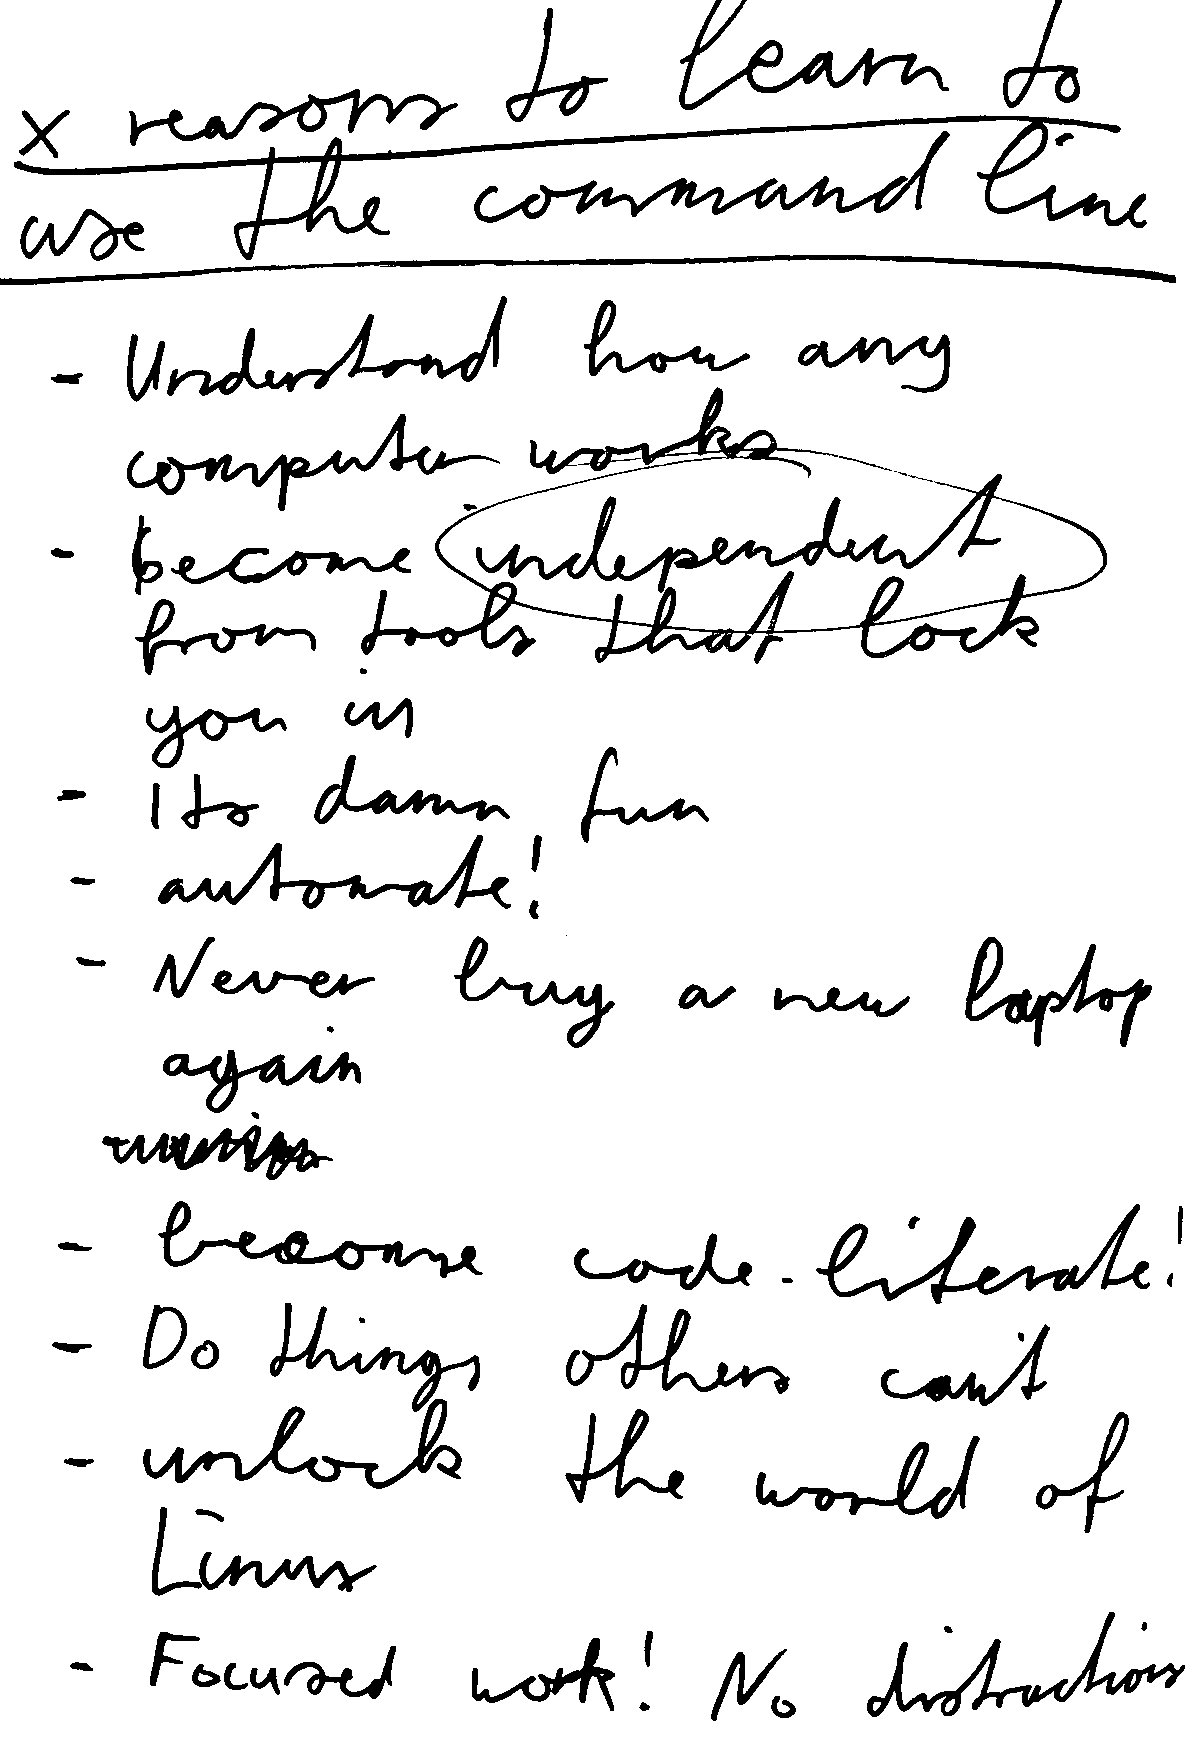 x reasons to learn to
use the command line
- Understand how any
computer works
- become independent
from tools that lock
you in
- Its damn fun
- automate!
- Never buy a new laptop
again
- become code-literate!
- Do things others can't
- unlock the world of
Linux
- Focused work! No distractions